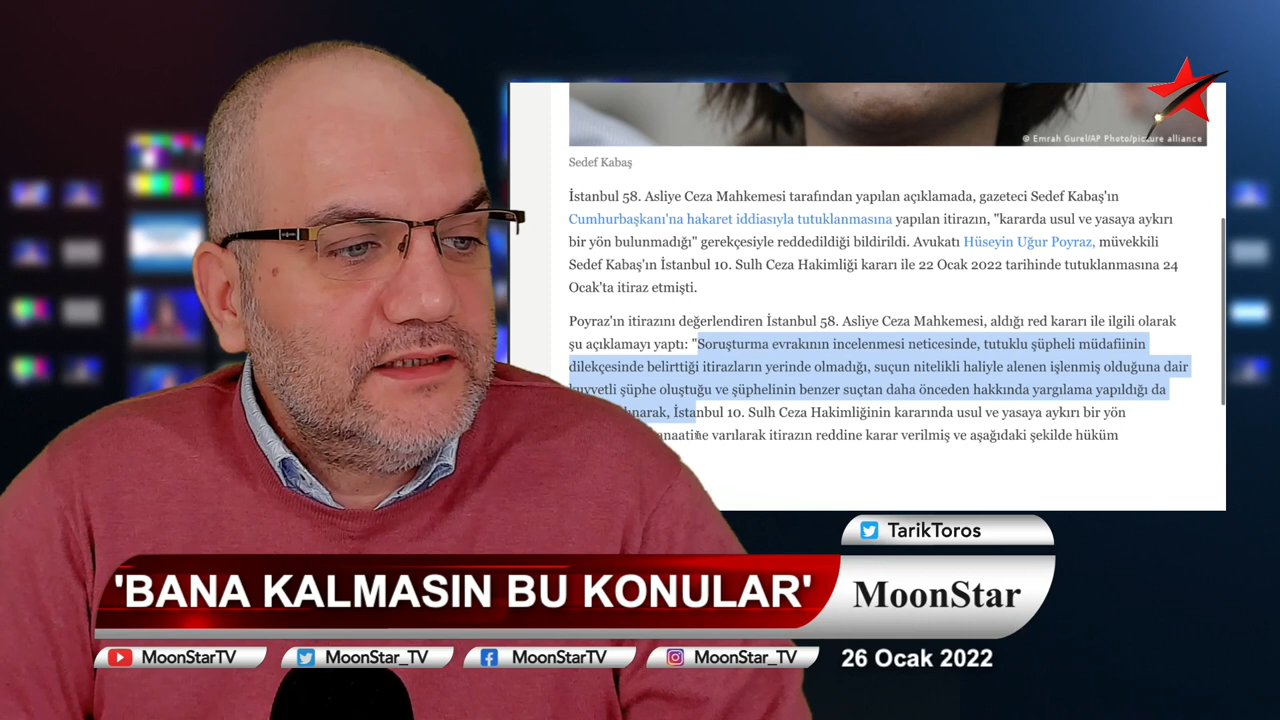 © Emrah Gurel/AP Photo/picture alliance
Sedef Kabaş
İstanbul 58. Asliye Ceza Mahkemesi tarafından yapılan açıklamada, gazeteci Sedef Kabaş'ın
Cumhurbaşkanı'na hakaret iddiasıyla tutuklanmasına yapılan itirazın, "kararda usul ve yasaya aykırı
bir yön bulunmadığı" gerekçesiyle reddedildiği bildirildi. Avukatı Hüseyin Uğur Poyraz, müvekkili
Sedef Kabaş'ın İstanbul 10. Sulh Ceza Hakimliği kararı ile 22 Ocak 2022 tarihinde tutuklanmasına 24
Ocak'ta itiraz etmişti.
Poyraz'ın itirazını değerlendiren İstanbul 58. Asliye Ceza Mahkemesi, aldığı red kararı ile ilgili olarak
şu açıklamayı yaptı: "Soruşturma evrakının incelenmesi neticesinde, tutuklu şüpheli müdafiinin
dilekçesinde belirttiği itirazların yerinde olmadığı, suçun nitelikli haliyle alenen işlenmiş olduğuna dair
kuvvetli şüphe oluştuğu ve şüphelinin benzer suçtan daha önceden hakkında yargılama yapıldığı da
İstanbul 10. Sulh Ceza Hakimliğinin kararında usul ve yasaya aykırı bir yön
varılarak itirazın reddine karar verilmiş ve aşağıdaki şekilde hüküm
TarikToros
'BANA KALMASIN BU KONULAR'
MoonStar
MoonStarTV
MoonStar_TV
MoonStarTV
MoonStar_TV
26 Ocak 2022